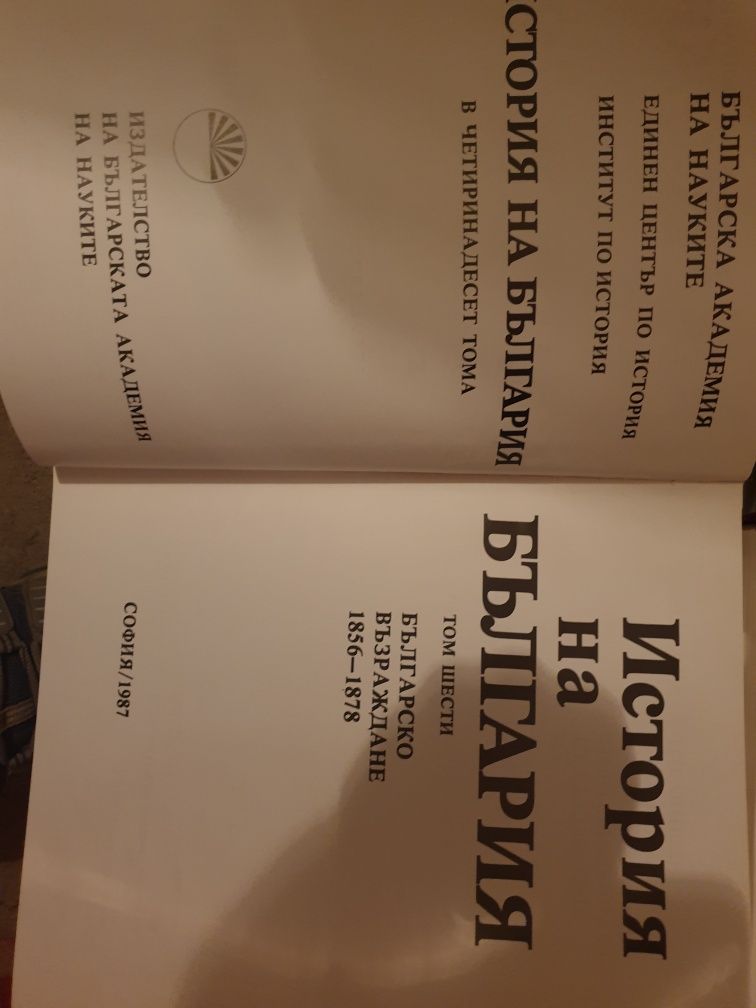 БЪЛГАРСКА АКАДЕМИЯ
НА НАУКИТЕ
ЕДИНЕН ЦЕНТЪР ПО ИСТОРИЯ
ИНСТИТУТ ПО ИСТОРИЯ
ИСТОРИЯ НА БЪЛГАРИЯ
В ЧЕТИРИНАДЕСЕТ ТОМА
ИЗДАТЕЛСТВО
НА БЪЛГАРСКАТА АКАДЕМИЯ
НА НАУКИТЕ
История
на
БЪЛГАРИЯ
ТОМ ШЕСТИ
БЪЛГАРСКО
ВЪЗРАЖДАНЕ
1856–1878
СОФИЯ/1987